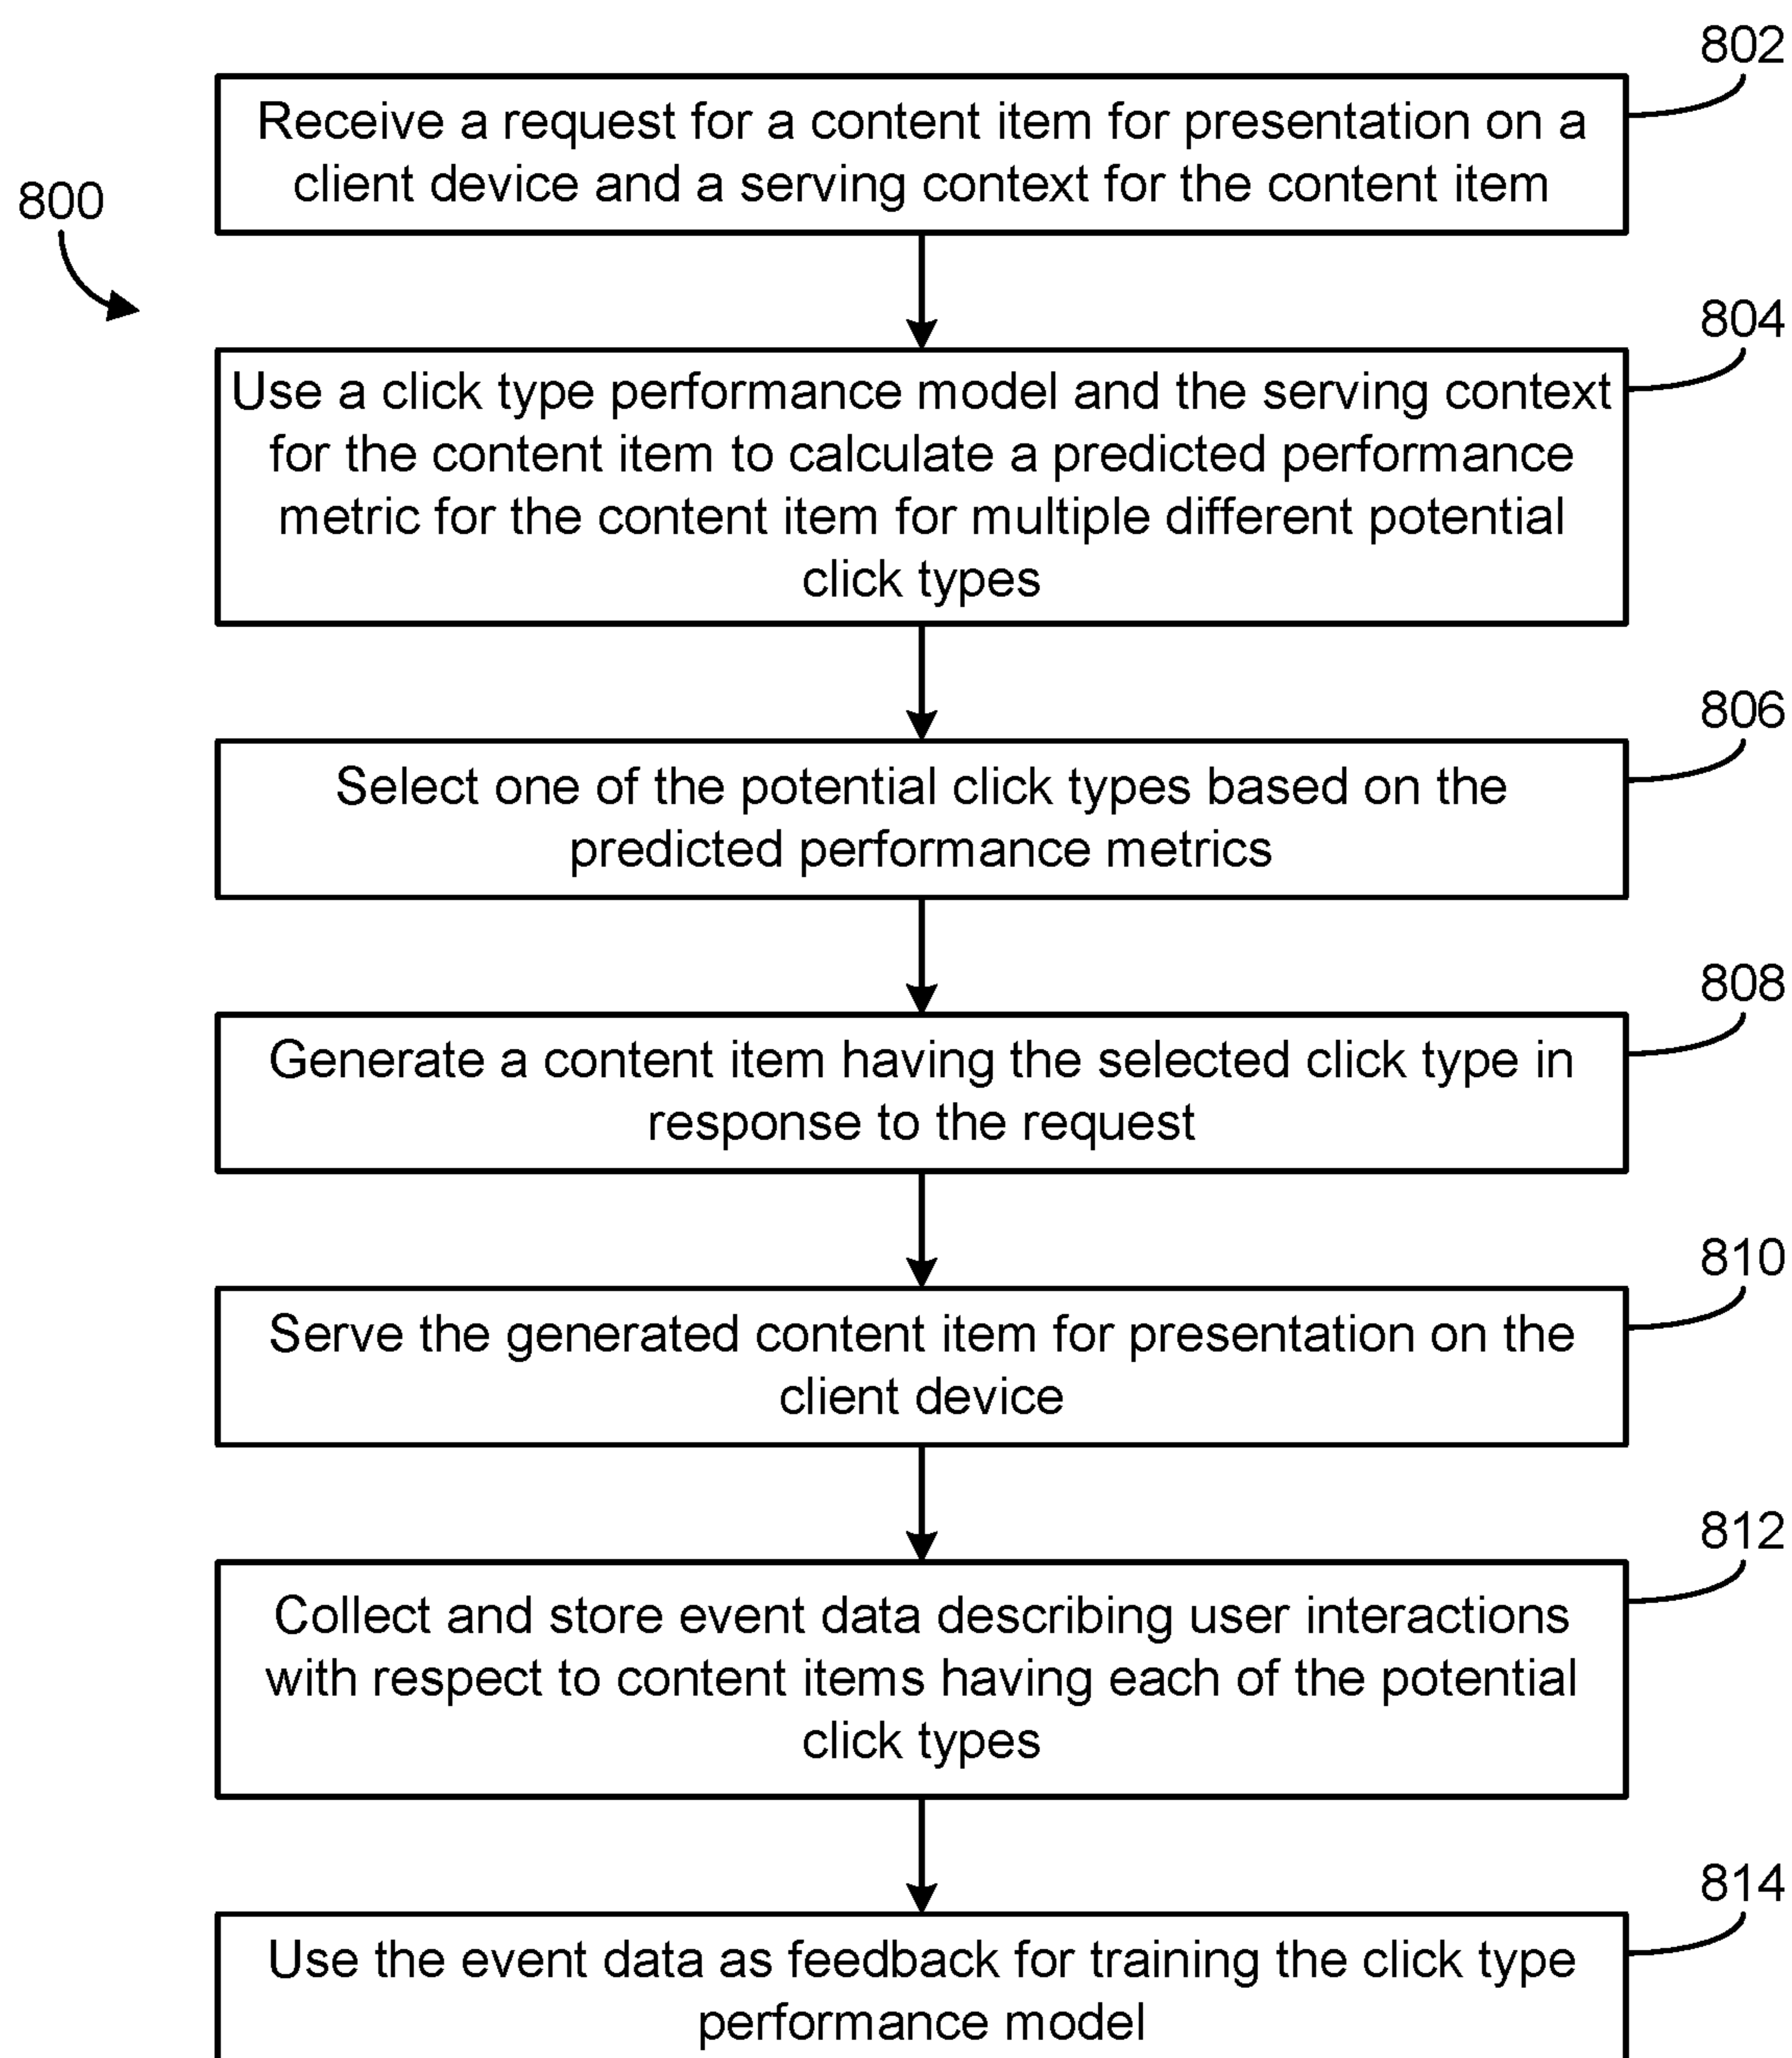 802
Receive a request for a content item for presentation on a
client device and a serving context for the content item
800
804
Use a click type performance model and the serving context
for the content item to calculate a predicted performance
metric for the content item for multiple different potential
click types
806
Select one of the potential click types based on the
predicted performance metrics
808
Generate a content item having the selected click type in
response to the request
810
Serve the generated content item for presentation on the
client device
812
Collect and store event data describing user interactions
with respect to content items having each of the potential
click types
814
Use the event data as feedback for training the click type
performance model